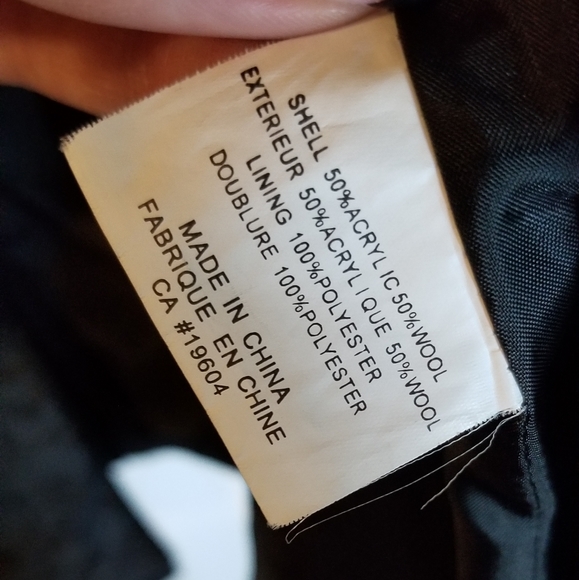 SHELL 50%ACRYLIC 50%WOOL
EXTERIEUR 50%ACRYLIQUE 50%WOOL
LINING 100%POLYESTER
DOUBLURE 100%POLYESTER
MADE IN CHINA
FABRIQUE EN CHINE
CA #19604